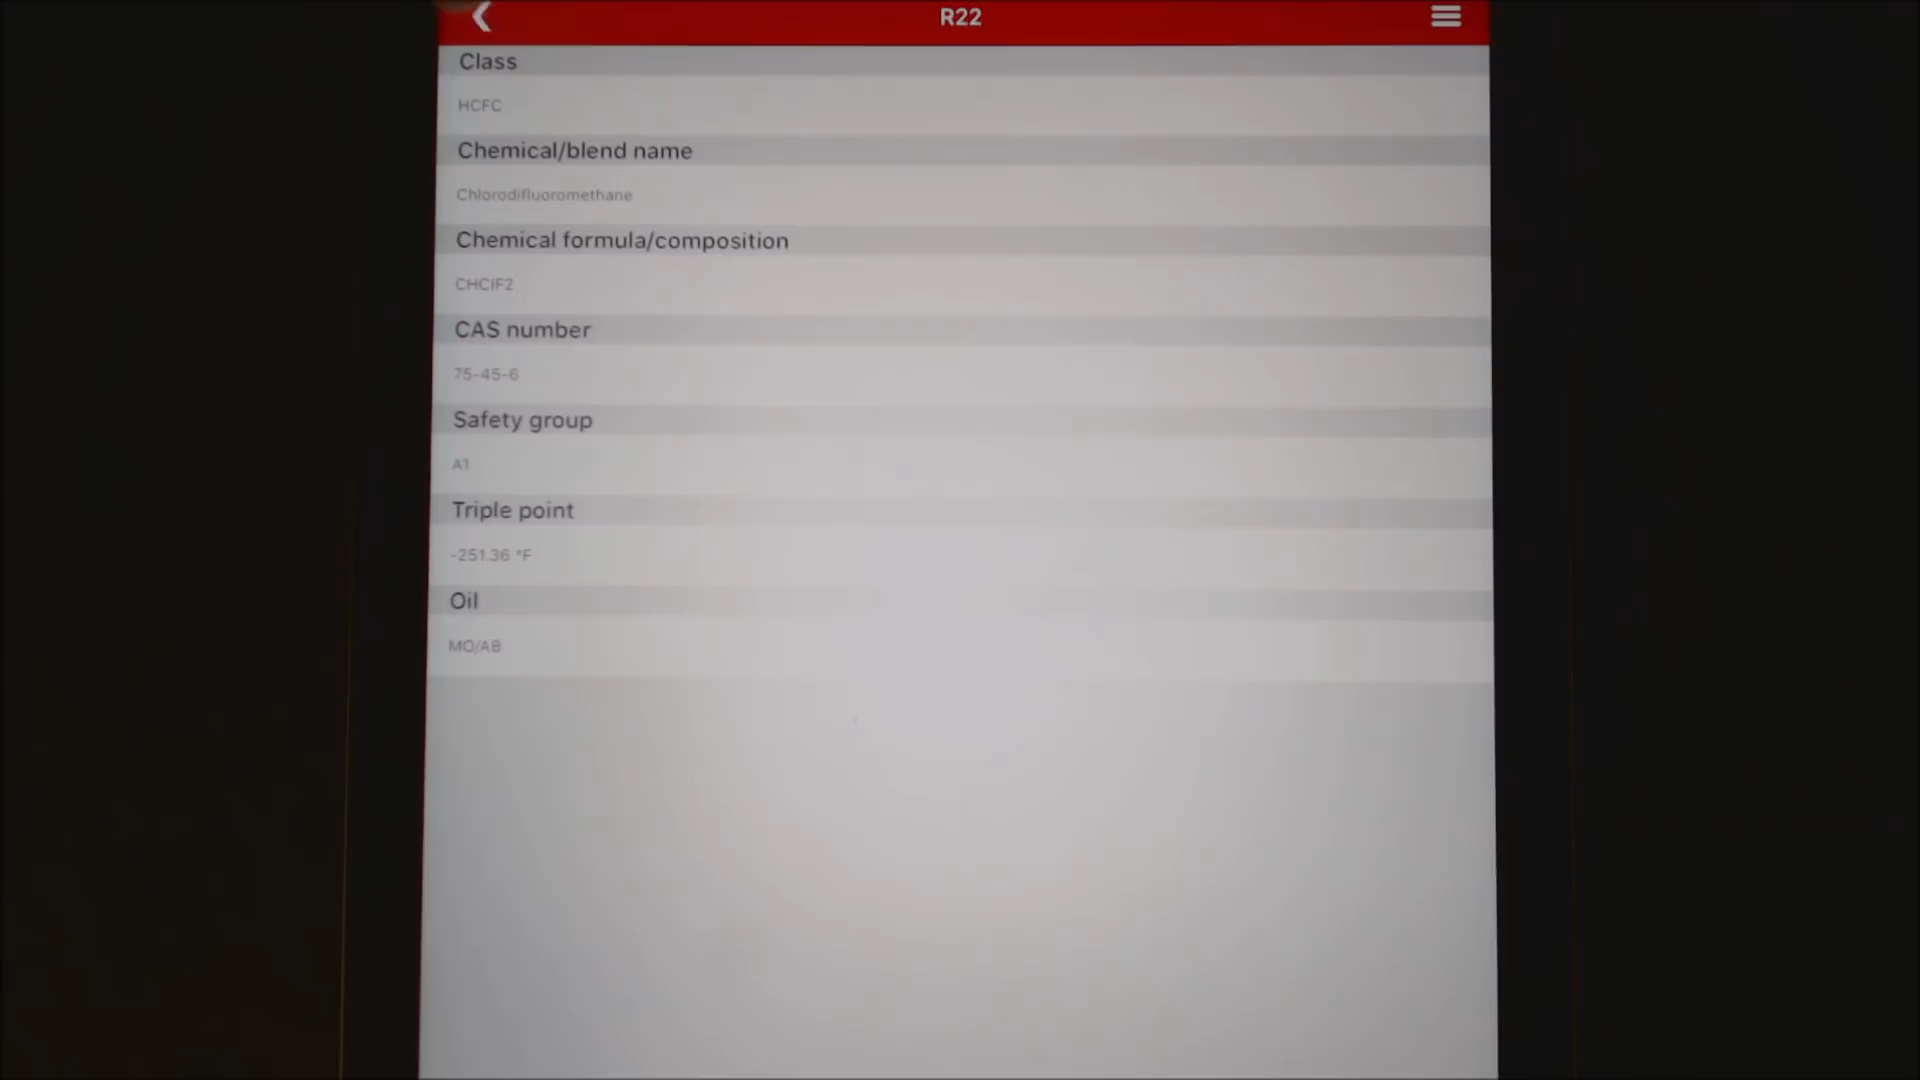 R22
Class
HCFC
Chemical/blend name
Chlorodifluoromethane
Chemical formula/composition
CHClF2
CAS number
75-45-6
Safety group
A1
Triple point
-251.36 °F
Oil
MO/AB